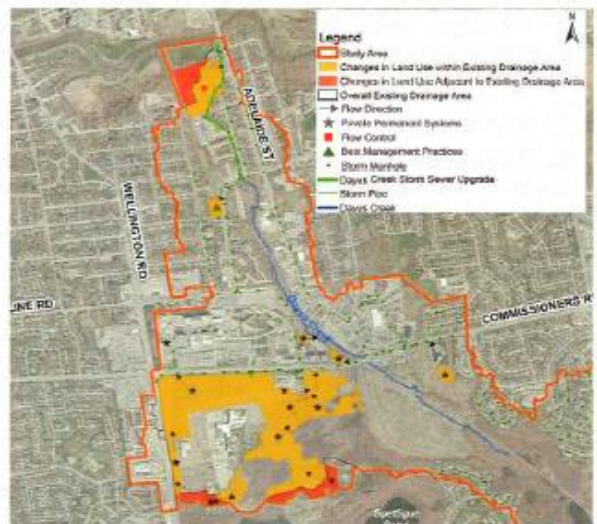 N
Legend
Study Area
Changes in Land Use within Existing Drainage Area
Changes in Land Use Adjacent to Existing Drainage Area
Overall Existing Drainage Area
Flow Direction
Private Permanent Systems
Flow Control
Best Management Practices
Storm Manhole
Creek Storm Sewer Upgrade
Storm Pipe
Creek
ADELAIDE ST
WELLINGTON RD
INE RD
COMMISSIONERS R